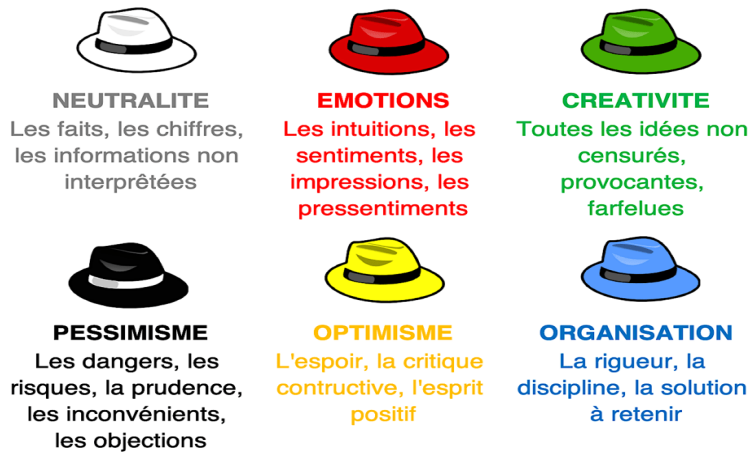 NEUTRALITE
Les faits, les chiffres,
les informations non
interprêtées
EMOTIONS
Les intuitions, les
sentiments, les
impressions, les
pressentiments
CREATIVITE
Toutes les idées non
censurés,
provocantes,
farfelues
PESSIMISME
Les dangers, les
risques, la prudence,
les inconvénients,
les objections
OPTIMISME
L'espoir, la critique
contructive, l'esprit
positif
ORGANISATION
La rigueur, la
discipline, la solution
à retenir